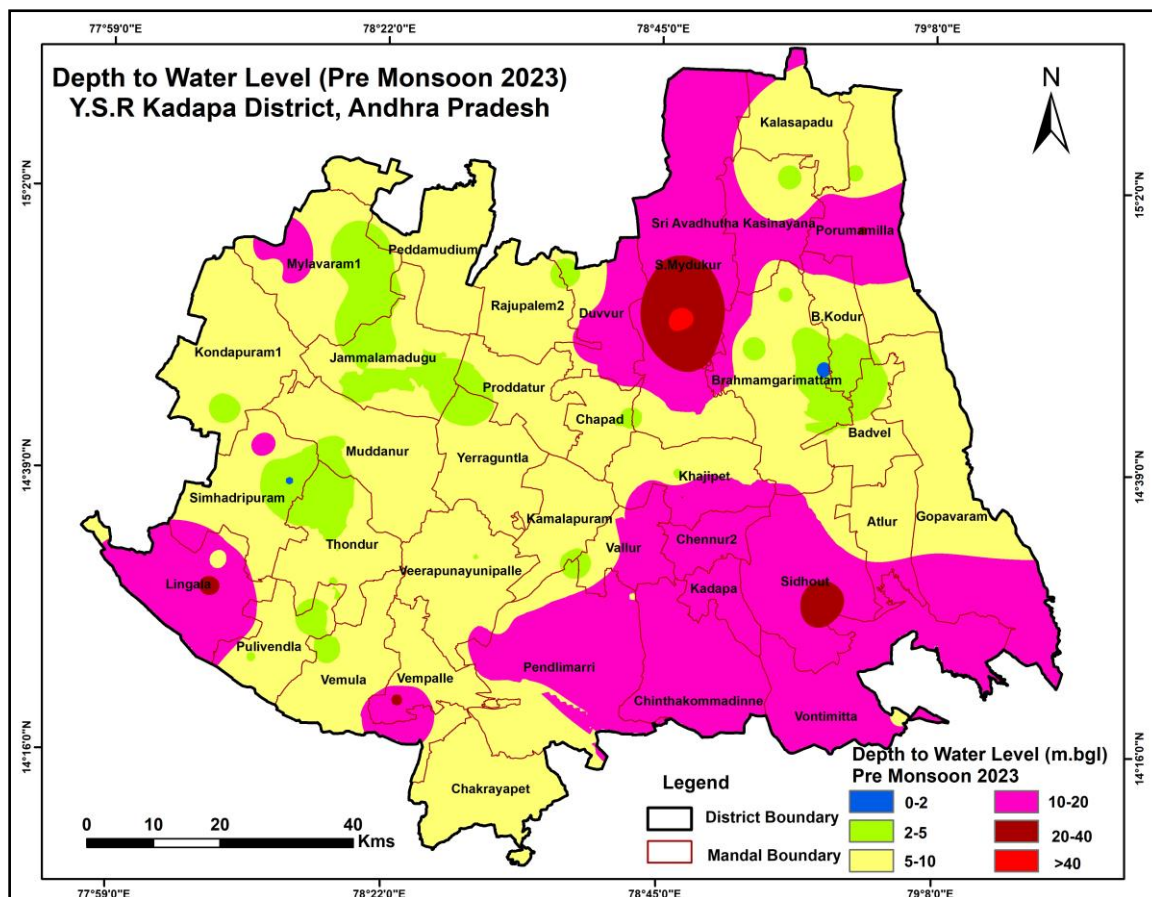 77°59'0"E 78°22'0"E 78°45'0"E 79°8'0"E
Depth to Water Level (Pre Monsoon 2023)
Y.S.R Kadapa District, Andhra Pradesh
N
15°2'0"N
15°2'0"N
14°39'0"N
14°39'0"N
14°16'0"N
14°16'0"N
Kalasapadu
Sri Avadhutha Kasinayana
Porumamilla
Peddamudium
Mylavaram1
S.Mydukur
Rajupalem2
Duvvur
B.Kodur
Kondapuram1
Jammalamadugu
Proddatur
Brahmamgarimattam
Chapad
Badvel
Muddanur
Yerraguntla
Khajipet
Simhadripuram
Kamalapuram
Atlur
Gopavaram
Thondur
Vallur
Chennur2
Veerapunayunipalle
Lingala
Kadapa
Sidhout
Pulivendla
Pendlimarri
Vemula
Vempalle
Chinthakommadinne
Vontimitta
Chakrayapet
Legend
District Boundary
Mandal Boundary
Depth to Water Level (m.bgl)
Pre Monsoon 2023
0-2
2-5
5-10
10-20
20-40
>40
0 10 20 40
Kms
77°59'0"E 78°22'0"E 78°45'0"E 79°8'0"E